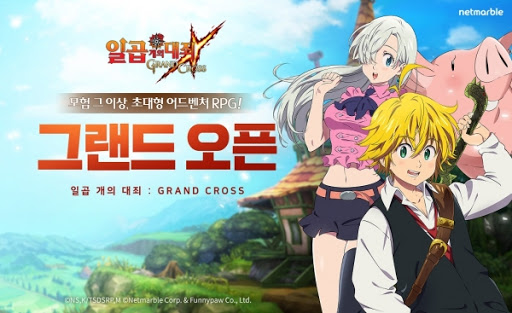 netmarble
일곱 개의 대죄
GRAND CROSS
모험 그 이상, 초대형 어드벤처 RPG!
그랜드 오픈
일곱 개의 대죄 : GRAND CROSS
©NS,K/TSDSRP,M ©Netmarble Corp. & Funnypaw Co., Ltd.